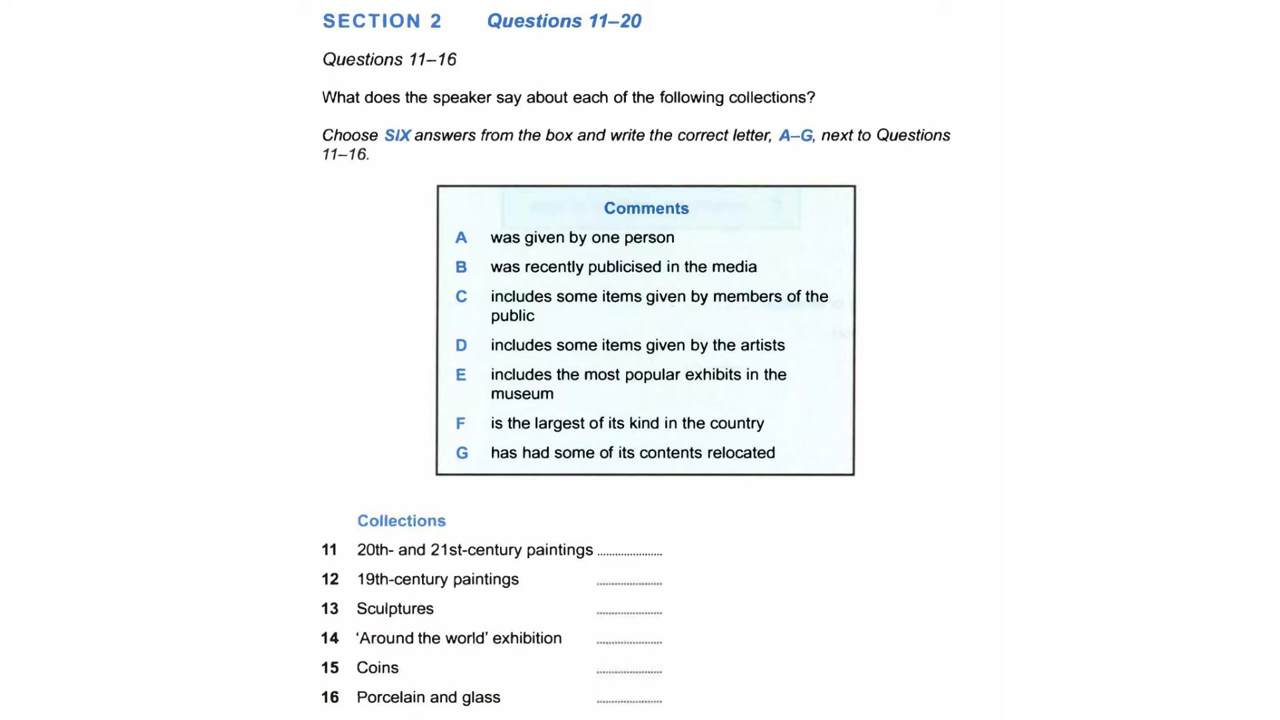 SECTION 2 Questions 11–20
Questions 11–16
What does the speaker say about each of the following collections?
Choose SIX answers from the box and write the correct letter, A–G, next to Questions
11–16.
Comments
A was given by one person
B was recently publicised in the media
C includes some items given by members of the
public
D includes some items given by the artists
E includes the most popular exhibits in the
museum
F is the largest of its kind in the country
G has had some of its contents relocated
Collections
11 20th- and 21st-century paintings ......................
12 19th-century paintings ......................
13 Sculptures ......................
14 ‘Around the world’ exhibition ......................
15 Coins ......................
16 Porcelain and glass ......................